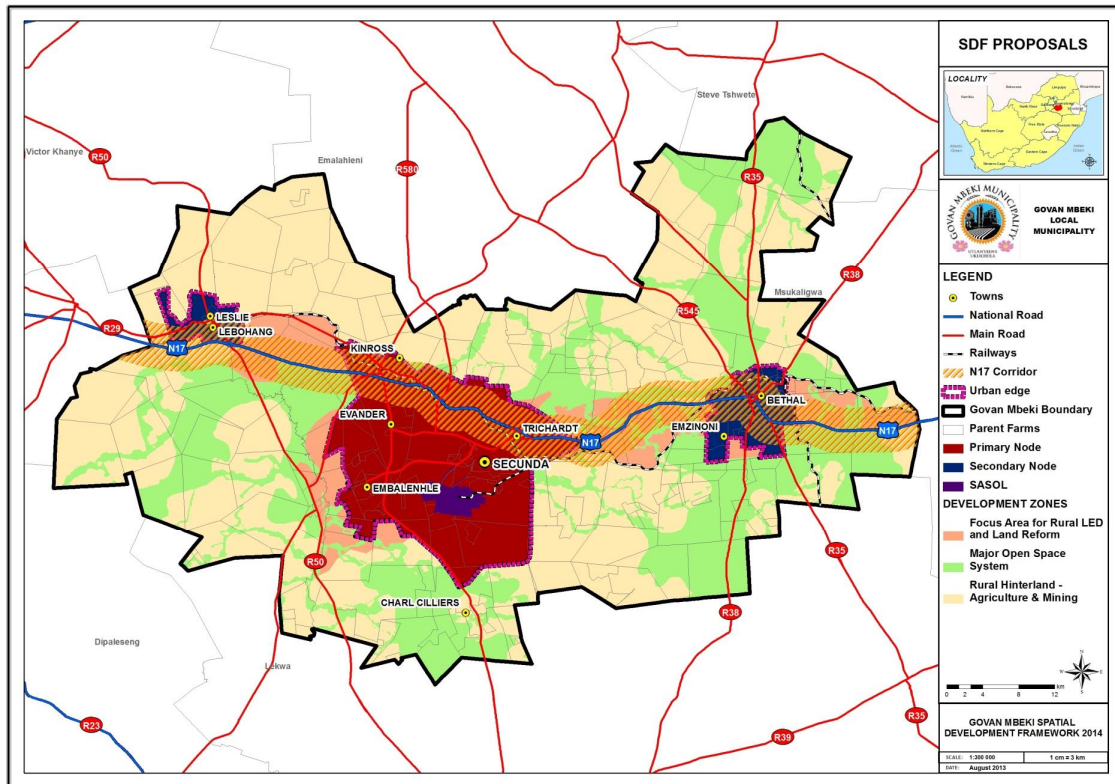 SDF PROPOSALS
LOCALITY
GOVAN MBEKI MUNICIPALITY
GOVAN MBEKI
LOCAL
MUNICIPALITY
LEGEND
Towns
National Road
Main Road
Railways
N17 Corridor
Urban edge
Govan Mbeki Boundary
Parent Farms
Primary Node
Secondary Node
SASOL
DEVELOPMENT ZONES
Focus Area for Rural LED
and Land Reform
Major Open Space
System
Rural Hinterland -
Agriculture & Mining
0 2 4 8 12 km
GOVAN MBEKI SPATIAL
DEVELOPMENT FRAMEWORK 2014
SCALE: 1:300 000
1 cm = 3 km
DATE: August 2013
Steve Tshwete
Victor Khanye
R50
Emalahleni
R580
R35
R38
Msukaligwa
R545
LESLIE
LEBOHANG
R29
N17
KINROSS
BETHAL
EVANDER
TRICHARDT
EMZINONI
N17
N17
SECUNDA
EMBALENHLE
R50
R35
CHARL CILLIERS
R38
Dipaleseng
Lekwa
R23
R39
R35